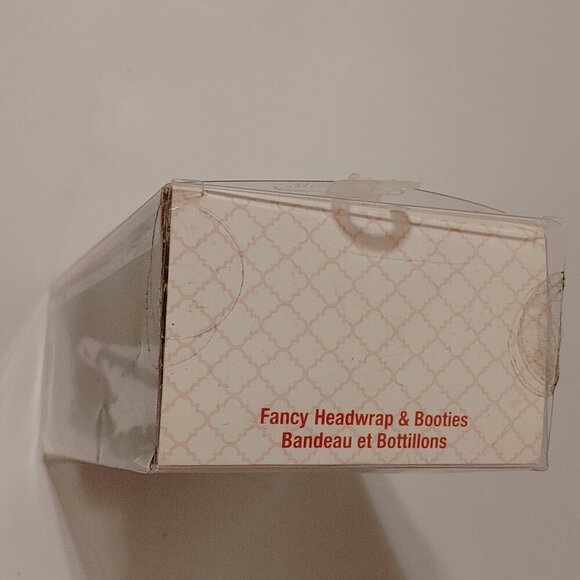 Fancy Headwrap & Booties
Bandeau et Bottillons